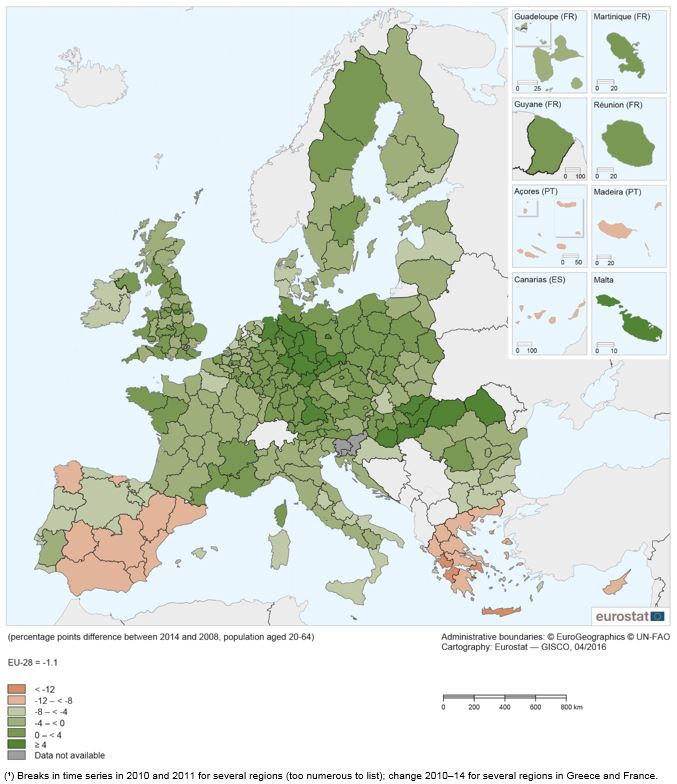 Guadeloupe (FR)
0 25
Martinique (FR)
0 20
Guyane (FR)
0 100
Réunion (FR)
0 20
Açores (PT)
0 50
Madeira (PT)
0 20
Canarias (ES)
0 100
Malta
0 10
eurostat
(percentage points difference between 2014 and 2008, population aged 20-64)
Administrative boundaries: © EuroGeographics © UN-FAO
Cartography: Eurostat — GISCO, 04/2016
EU-28 = -1.1
< -12
-12 – < -8
-8 – < -4
-4 – < 0
0 – < 4
≥ 4
Data not available
0 200 400 600 800 km
(¹) Breaks in time series in 2010 and 2011 for several regions (too numerous to list); change 2010–14 for several regions in Greece and France.